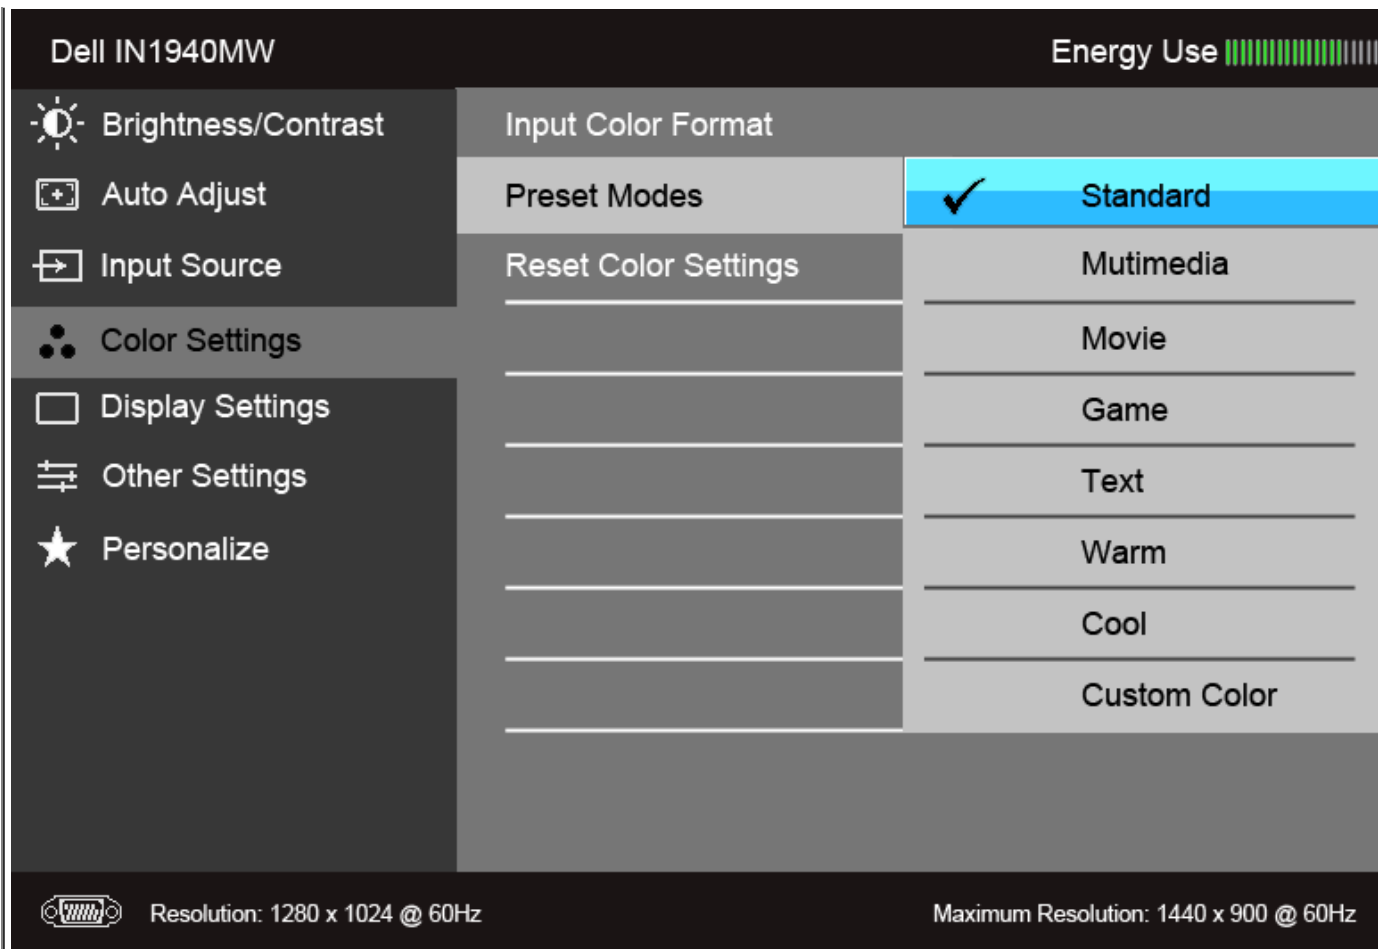 Dell IN1940MW
Energy Use
Brightness/Contrast
Auto Adjust
Input Source
Color Settings
Display Settings
Other Settings
Personalize
Input Color Format
Preset Modes
Reset Color Settings
Standard
Mutimedia
Movie
Game
Text
Warm
Cool
Custom Color
Resolution: 1280 x 1024 @ 60Hz
Maximum Resolution: 1440 x 900 @ 60Hz